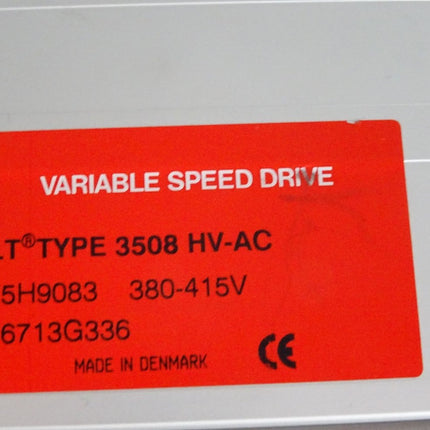 VARIABLE SPEED DRIVE
LT® TYPE 3508 HV-AC
5H9083 380-415V
6713G336
MADE IN DENMARK CE